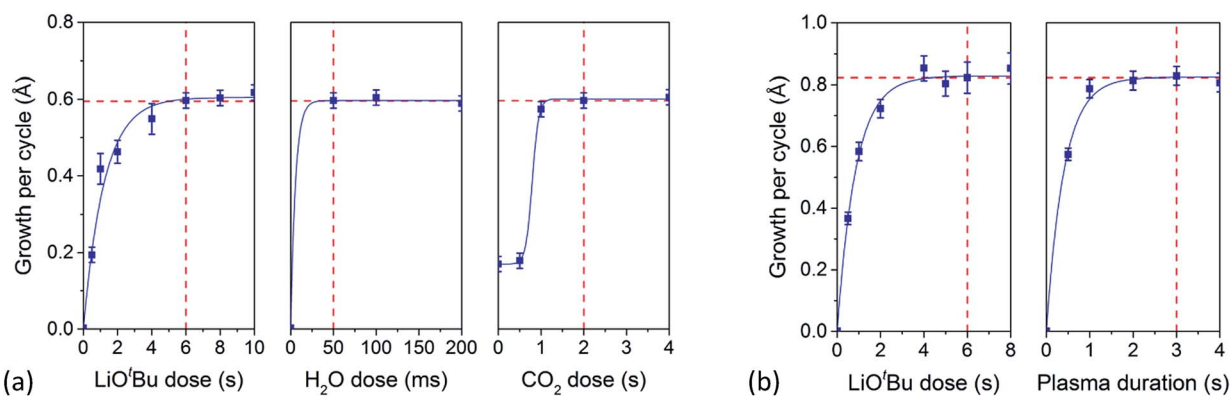 0.8
0.6
0.4
0.2
0.0
Growth per cycle (Å)
0 2 4 6 8 10
LiOᵗBu dose (s)
0 50 100 150 200
H₂O dose (ms)
0 1 2 3 4
CO₂ dose (s)
(a)
1.0
0.8
0.6
0.4
0.2
0.0
Growth per cycle (Å)
0 2 4 6 8
LiOᵗBu dose (s)
0 1 2 3 4
Plasma duration (s)
(b)